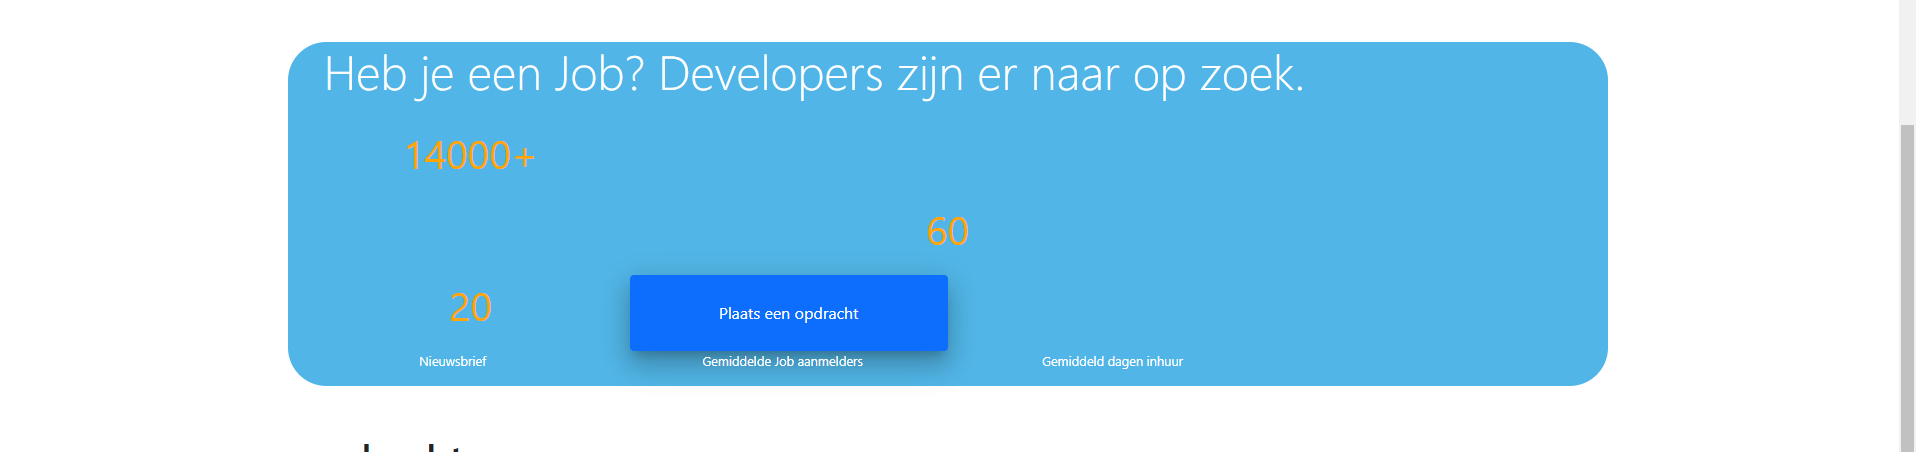 Heb je een Job? Developers zijn er naar op zoek.
14000+
60
20
Plaats een opdracht
Nieuwsbrief
Gemiddelde Job aanmelders
Gemiddeld dagen inhuur